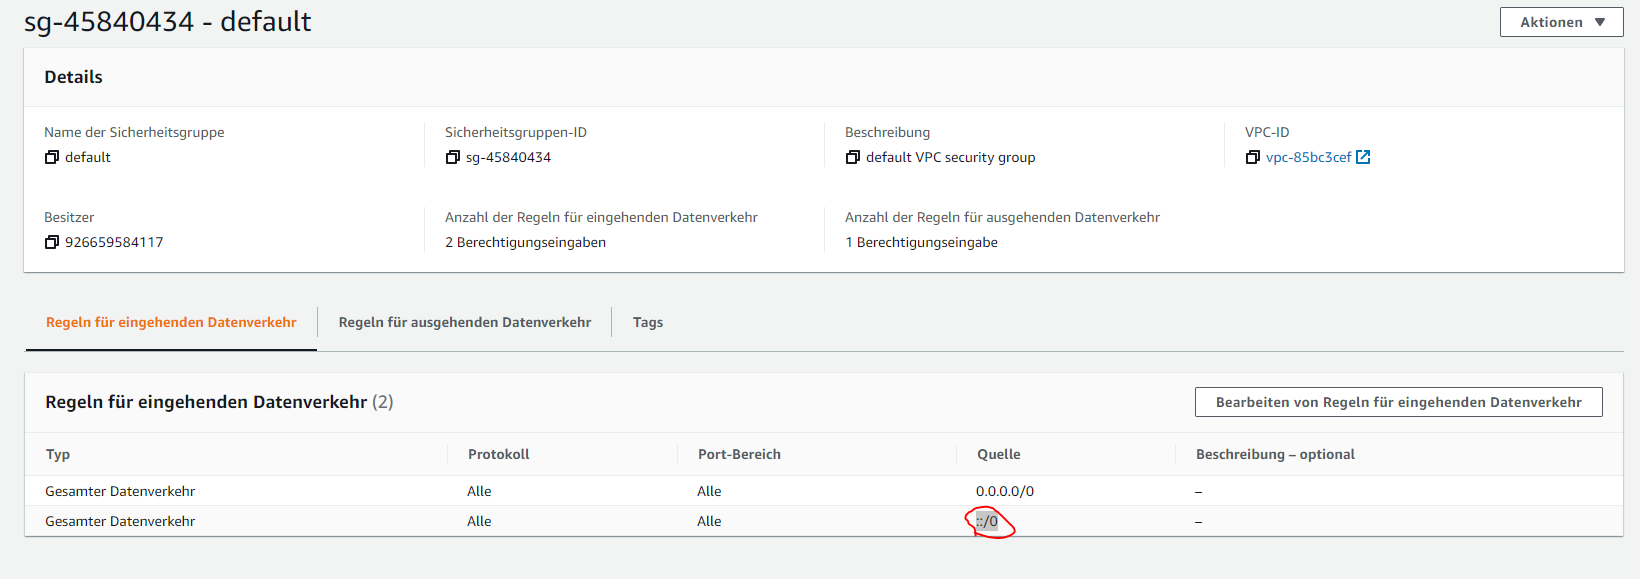 sg-45840434 - default
Aktionen
Details
Name der Sicherheitsgruppe
default
Sicherheitsgruppen-ID
sg-45840434
Beschreibung
default VPC security group
VPC-ID
vpc-85bc3cef
Besitzer
926659584117
Anzahl der Regeln für eingehenden Datenverkehr
2 Berechtigungseingaben
Anzahl der Regeln für ausgehenden Datenverkehr
1 Berechtigungseingabe
Regeln für eingehenden Datenverkehr
Regeln für ausgehenden Datenverkehr
Tags
Regeln für eingehenden Datenverkehr (2)
Bearbeiten von Regeln für eingehenden Datenverkehr
Typ Protokoll Port-Bereich Quelle Beschreibung – optional
Gesamter Datenverkehr Alle Alle 0.0.0.0/0 –
Gesamter Datenverkehr Alle Alle ::/0 –